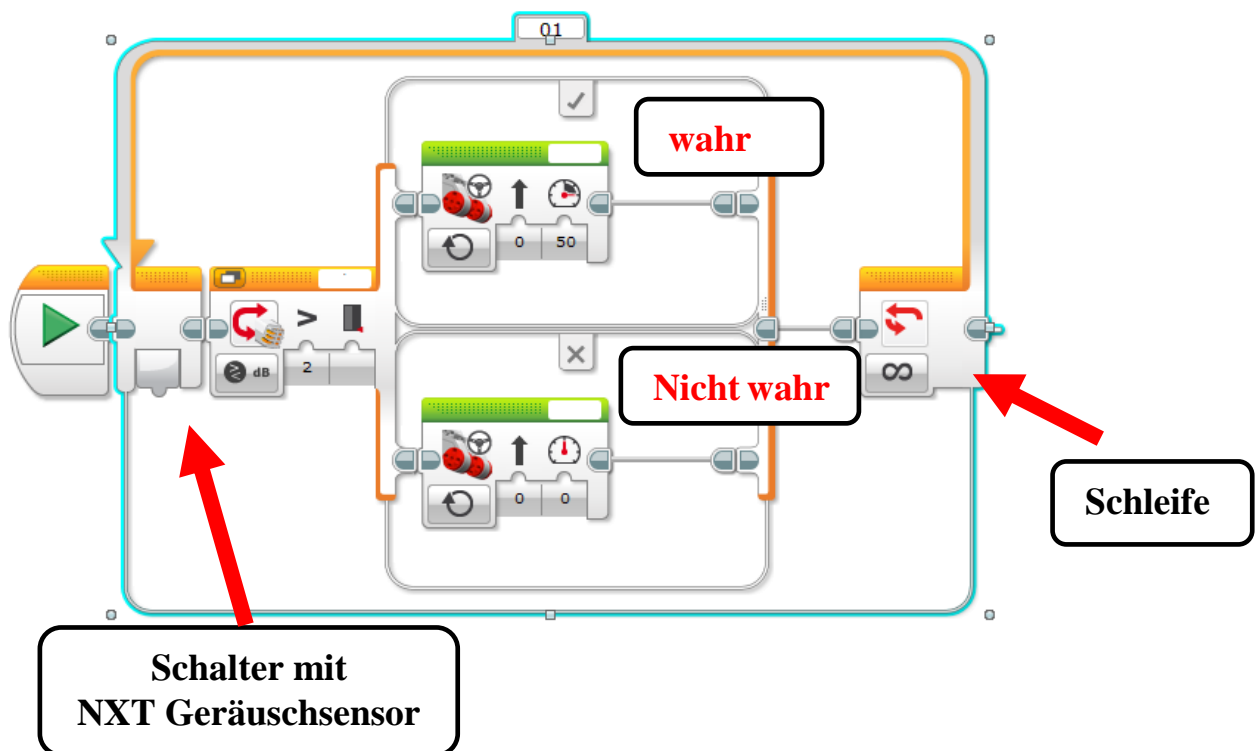 01
wahr
0 50
> 2
dB
∞
Nicht wahr
0 0
Schleife
Schalter mit
NXT Geräuschsensor